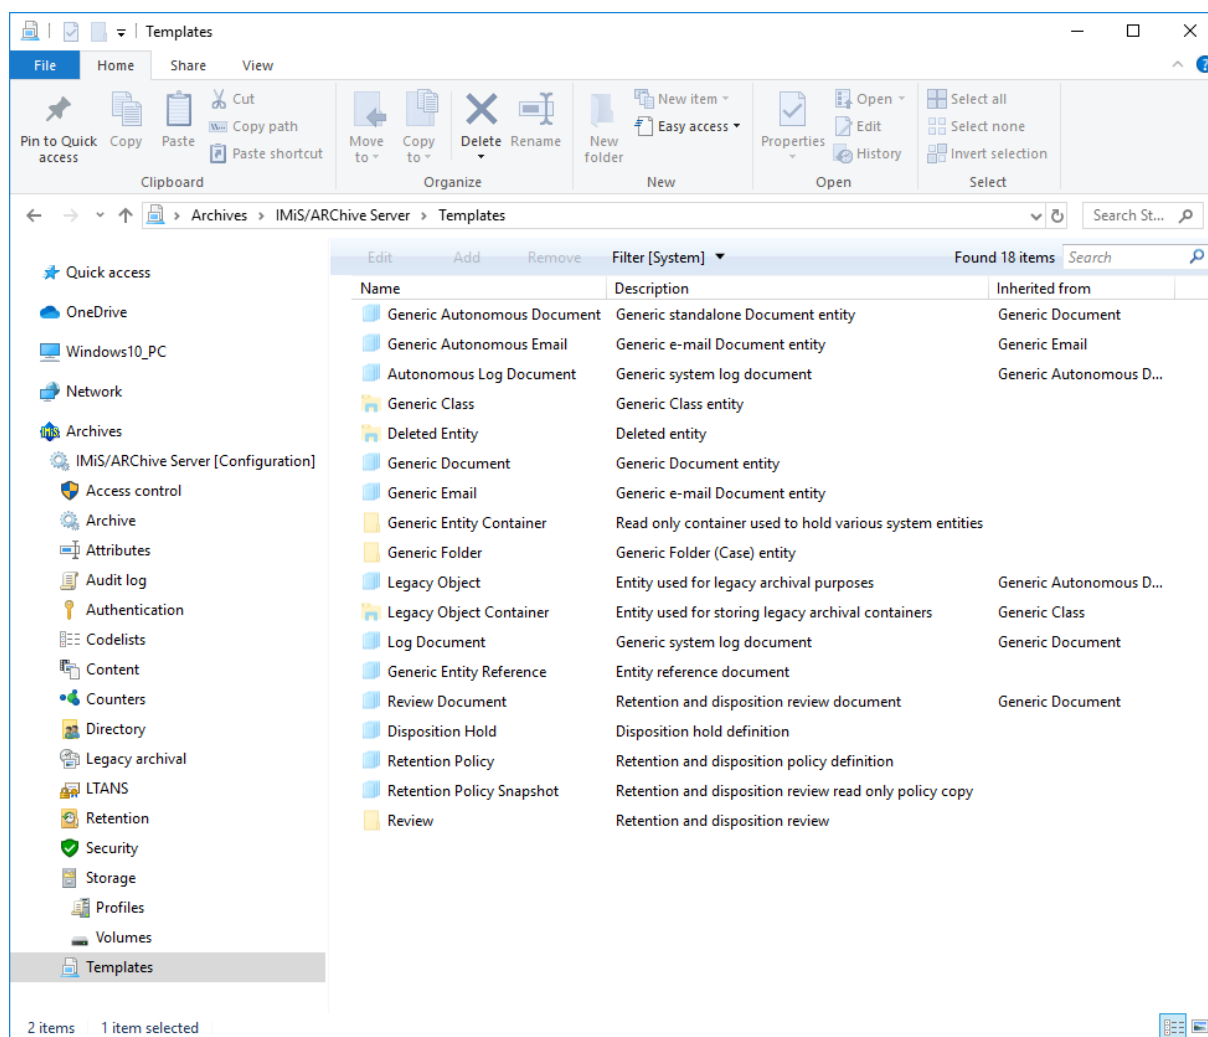 Templates
File Home Share View
Pin to Quick access
Copy
Paste
Cut
Copy path
Paste shortcut
Clipboard
Move to
Copy to
Delete
Rename
Organize
New folder
New item
Easy access
New
Properties
Open
Edit
History
Open
Select all
Select none
Invert selection
Select
Archives > IMiS/ARChive Server > Templates
Search St...
Quick access
OneDrive
Windows10_PC
Network
Archives
IMiS/ARChive Server [Configuration]
Access control
Archive
Attributes
Audit log
Authentication
Codelists
Content
Counters
Directory
Legacy archival
LTANS
Retention
Security
Storage
Profiles
Volumes
Templates
Edit Add Remove Filter [System] Found 18 items Search
Name Description Inherited from
Generic Autonomous Document Generic standalone Document entity Generic Document
Generic Autonomous Email Generic e-mail Document entity Generic Email
Autonomous Log Document Generic system log document Generic Autonomous D...
Generic Class Generic Class entity
Deleted Entity Deleted entity
Generic Document Generic Document entity
Generic Email Generic e-mail Document entity
Generic Entity Container Read only container used to hold various system entities
Generic Folder Generic Folder (Case) entity
Legacy Object Entity used for legacy archival purposes Generic Autonomous D...
Legacy Object Container Entity used for storing legacy archival containers Generic Class
Log Document Generic system log document Generic Document
Generic Entity Reference Entity reference document
Review Document Retention and disposition review document Generic Document
Disposition Hold Disposition hold definition
Retention Policy Retention and disposition policy definition
Retention Policy Snapshot Retention and disposition review read only policy copy
Review Retention and disposition review
2 items 1 item selected